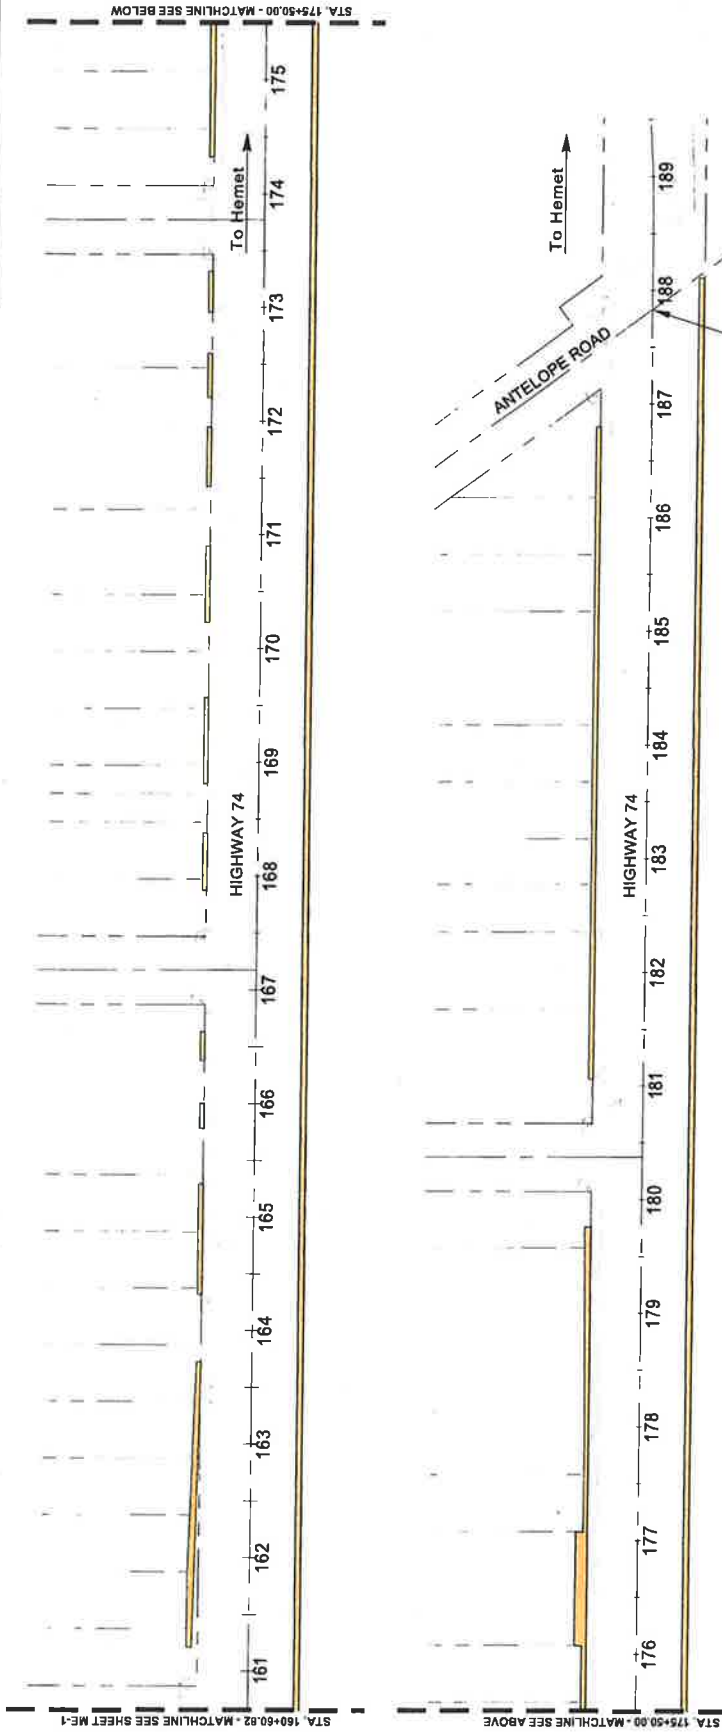 STA. 160+60.82 - MATCHLINE SEE SHEET ME-1
161 162 163 164 165 166 167 168 169 170 171 172 173 174 175
HIGHWAY 74
To Hemet
STA. 175+50.00 - MATCHLINE SEE BELOW
STA. 175+50.00 - MATCHLINE SEE ABOVE
176 177 178 179 180 181 182 183 184 185 186 187 188 189
HIGHWAY 74
ANTELOPE ROAD
To Hemet